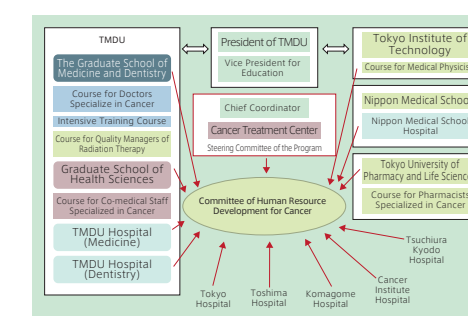 TMDU
The Graduate School of
Medicine and Dentistry
Course for Doctors
Specialize in Cancer
Intensive Training Course
Course for Quality Managers of
Radiation Therapy
Graduate School of
Health Sciences
Course for Co-medical Staff
Specialized in Cancer
TMDU Hospital
(Medicine)
TMDU Hospital
(Dentistry)
President of TMDU
Vice President for
Education
Chief Coordinator
Cancer Treatment Center
Steering Committee of the Program
Committee of Human Resource
Development for Cancer
Tokyo Institute of
Technology
Course for Medical Physicis
Nippon Medical Schoo
Nippon Medical School
Hospital
Tokyo University of
Pharmacy and Life Science
Course for Pharmacists
Specialized in Cancer
Tokyo
Hospital
Toshima
Hospital
Komagome
Hospital
Cancer
Institute
Hospital
Tsuchiura
Kyodo
Hospital